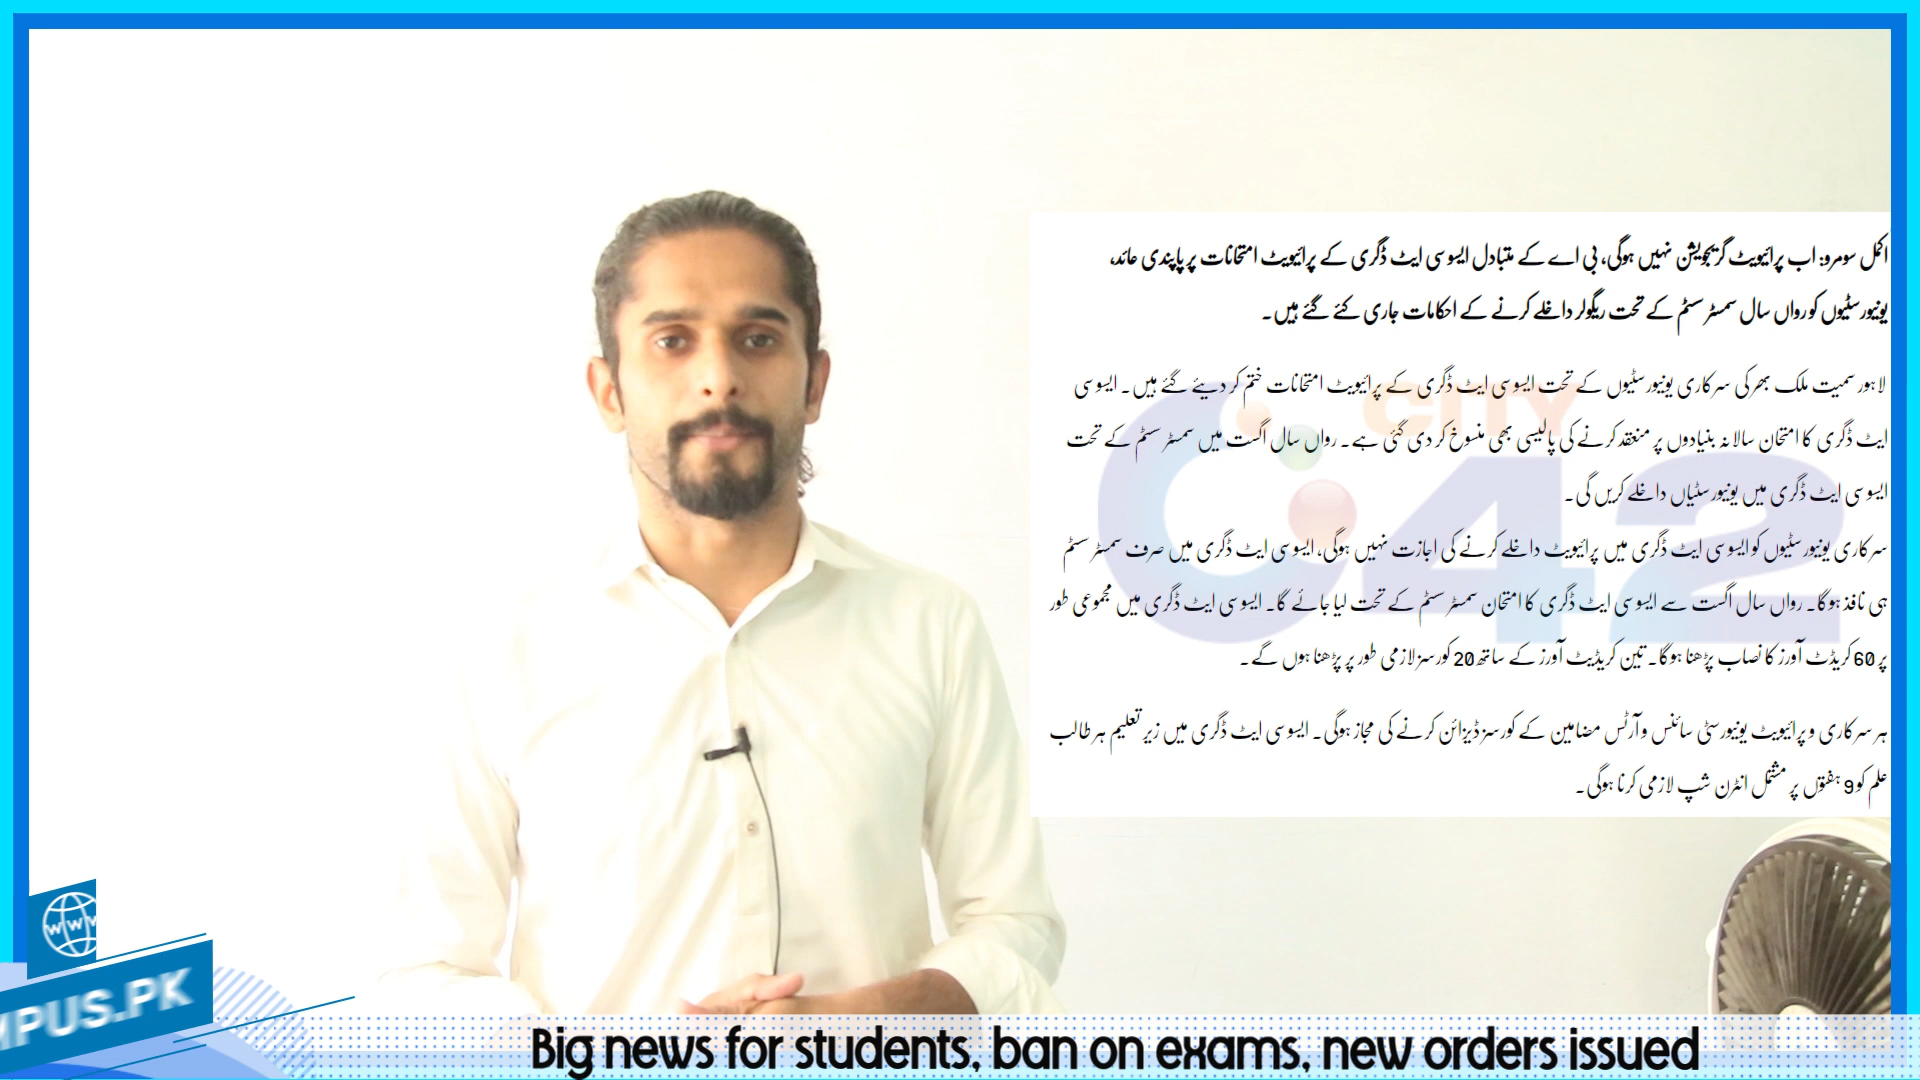 اکمل سومرو: اب پرائیویٹ گریجویشن نہیں ہوگی، بی اے کے متبادل ایسوسی ایٹ ڈگری کے پرائیویٹ امتحانات پر پابندی عائد،
یونیورسٹیوں کو رواں سال سمسٹر سسٹم کے تحت ریگولر داخلے کرنے کے احکامات جاری کئے گئے ہیں۔
لاہور سمیت ملک بھر کی سرکاری یونیورسٹیوں کے تحت ایسوسی ایٹ ڈگری کے پرائیویٹ امتحانات ختم کر دیئے گئے ہیں۔ ایسوسی
ایٹ ڈگری کا امتحان سالانہ بنیادوں پر منعقد کرنے کی پالیسی بھی منسوخ کر دی گئی ہے۔ رواں سال اگست میں سمسٹر سسٹم کے تحت
ایسوسی ایٹ ڈگری میں یونیورسٹیاں داخلے کریں گی۔
سرکاری یونیورسٹیوں کو ایسوسی ایٹ ڈگری میں پرائیویٹ داخلے کرنے کی اجازت نہیں ہوگی، ایسوسی ایٹ ڈگری میں صرف سمسٹر سسٹم
ہی نافذ ہوگا۔ رواں سال اگست سے ایسوسی ایٹ ڈگری کا امتحان سمسٹر سسٹم کے تحت لیا جائے گا۔ ایسوسی ایٹ ڈگری میں مجموعی طور
پر 60 کریڈٹ آورز کا نصاب پڑھنا ہوگا۔ تین کریڈیٹ آورز کے ساتھ 20 کورسز لازمی طور پر پڑھنا ہوں گے۔
ہر سرکاری و پرائیویٹ یونیورسٹی سائنس و آرٹس مضامین کے کورسز ڈیزائن کرنے کی مجاز ہوگی۔ ایسوسی ایٹ ڈگری میں زیر تعلیم ہر طالب
علم کو 9 ہفتوں پر مشتمل انٹرن شپ لازمی کرنا ہوگی۔
CITY
42
WWW
MPUS.PK
Big news for students, ban on exams, new orders issued